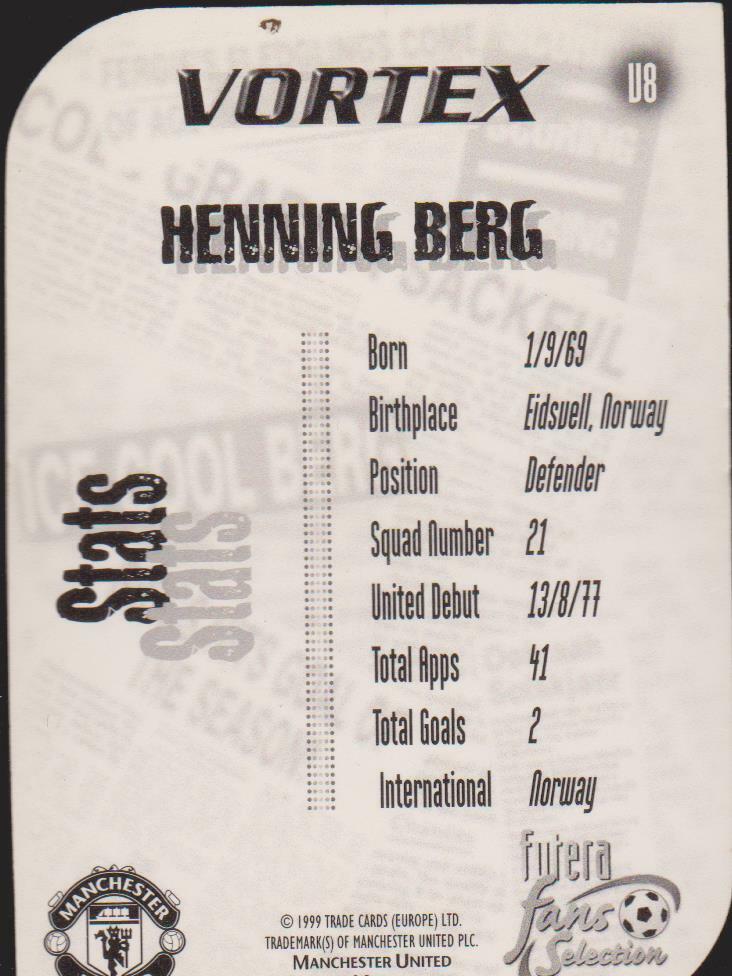 VORTEX
V8
HENNING BERG
Stats
Born 1/9/69
Birthplace Eidsvell, Norway
Position Defender
Squad Number 21
United Debut 13/8/77
Total Apps 41
Total Goals 2
International Norway
futera
fans
Selection
MANCHESTER
© 1999 TRADE CARDS (EUROPE) LTD.
TRADEMARK(S) OF MANCHESTER UNITED PLC.
MANCHESTER UNITED